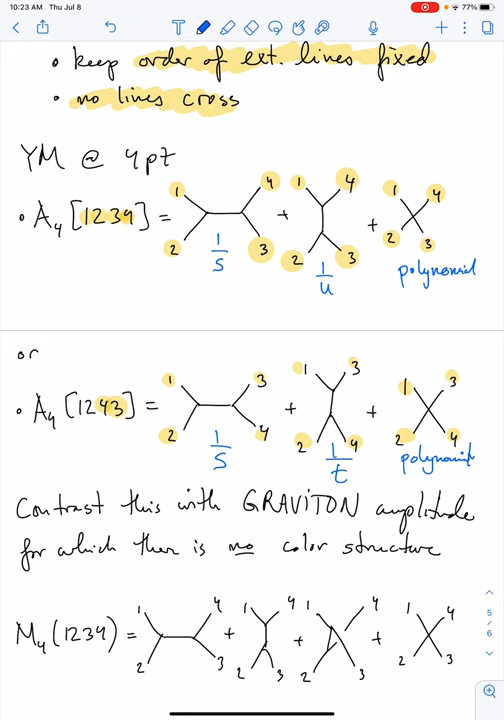 10:23 AM Thu Jul 8
77%
• keep order of ext. lines fixed
• no lines cross
YM @ 4pt
• A₄ [1234] = 1 2 4 3 + 1 4 2 3 + 1 4 2 3
1/s 1/u polynomial
or
• A₄ [1243] = 1 2 3 4 + 1 3 2 4 + 1 3 2 4
1/s 1/t polynomial
Contrast this with GRAVITON amplitude
for which there is no color structure
M₄ (1234) = 1 2 4 3 + 1 4 2 3 + 1 4 2 3 + 1 4 2 3
5
/
6